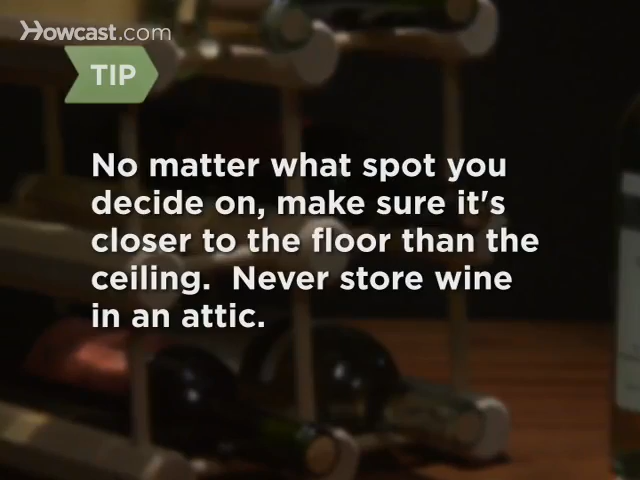 Howcast.com
TIP
No matter what spot you
decide on, make sure it's
closer to the floor than the
ceiling.  Never store wine
in an attic.